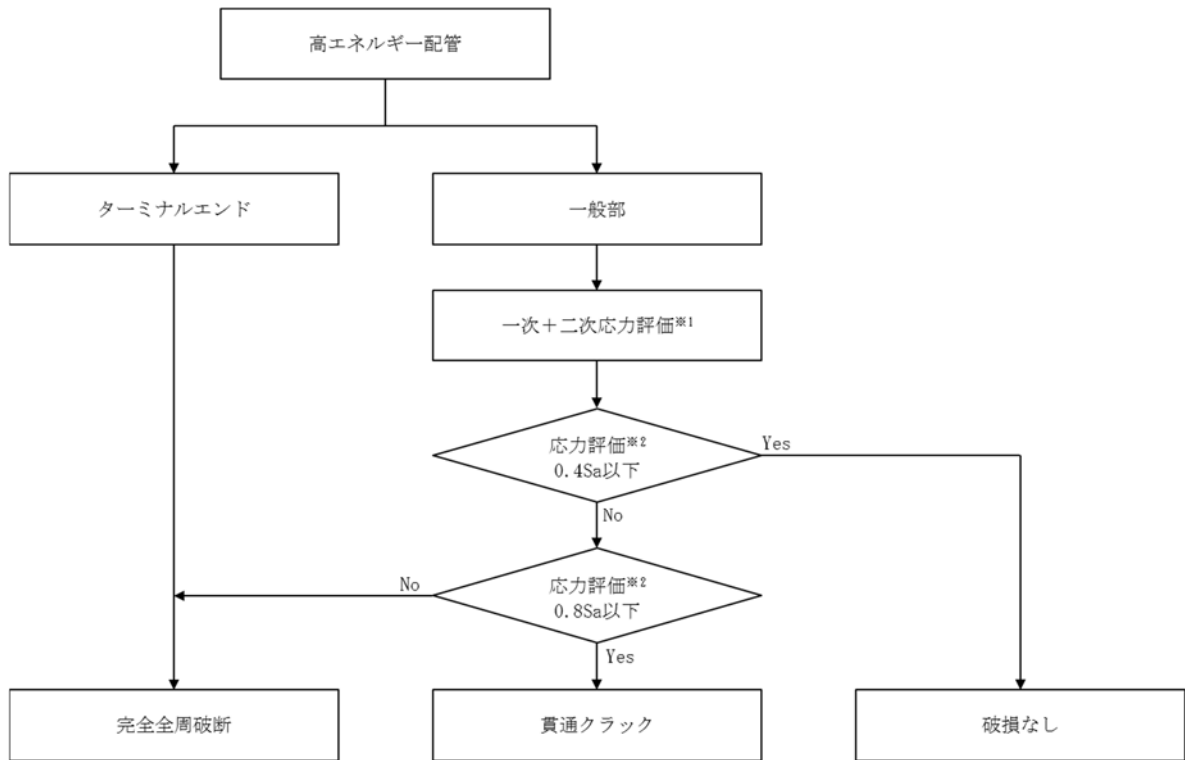 高エネルギー配管
ターミナルエンド
一般部
一次+二次応力評価※1
応力評価※2
0.4Sa以下
Yes
No
応力評価※2
0.8Sa以下
No
Yes
完全全周破断
貫通クラック
破損なし